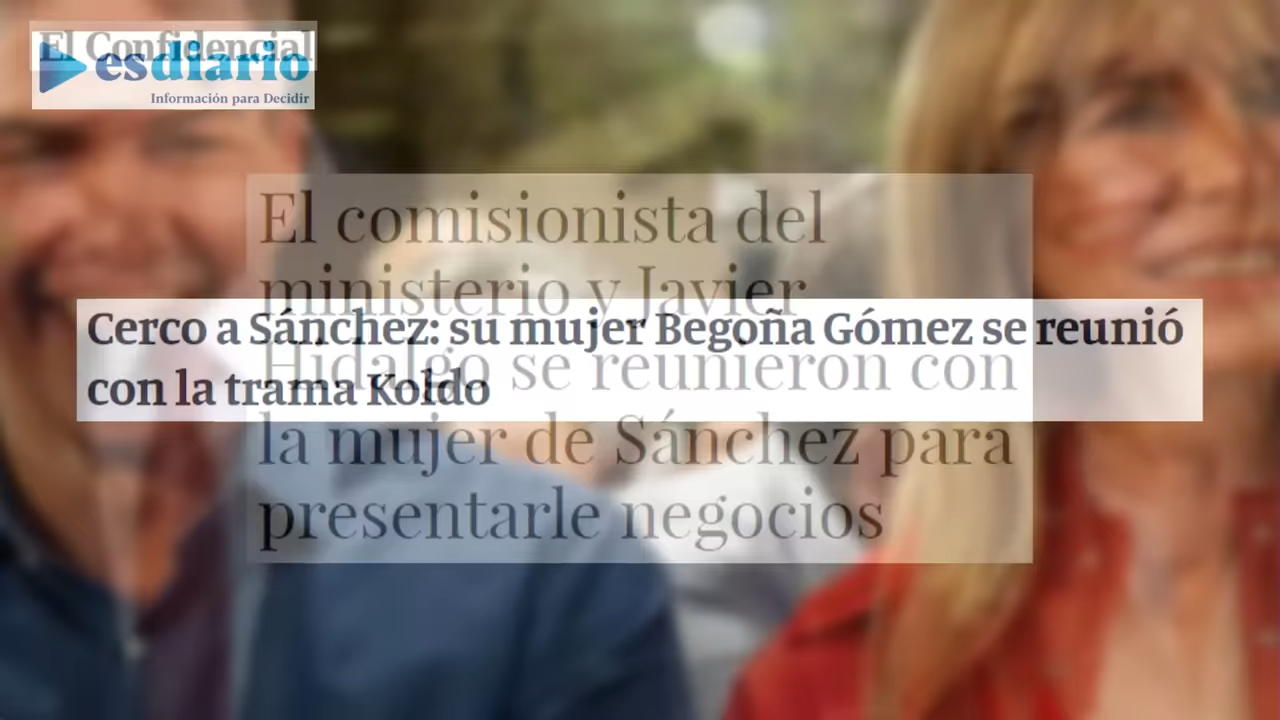 El Confidencial
esdiario
Información para Decidir
El comisionista del
ministerio y Javier
Hidalgo se reunieron con
la mujer de Sánchez para
presentarle negocios
Cerco a Sánchez: su mujer Begoña Gómez se reunió
con la trama Koldo